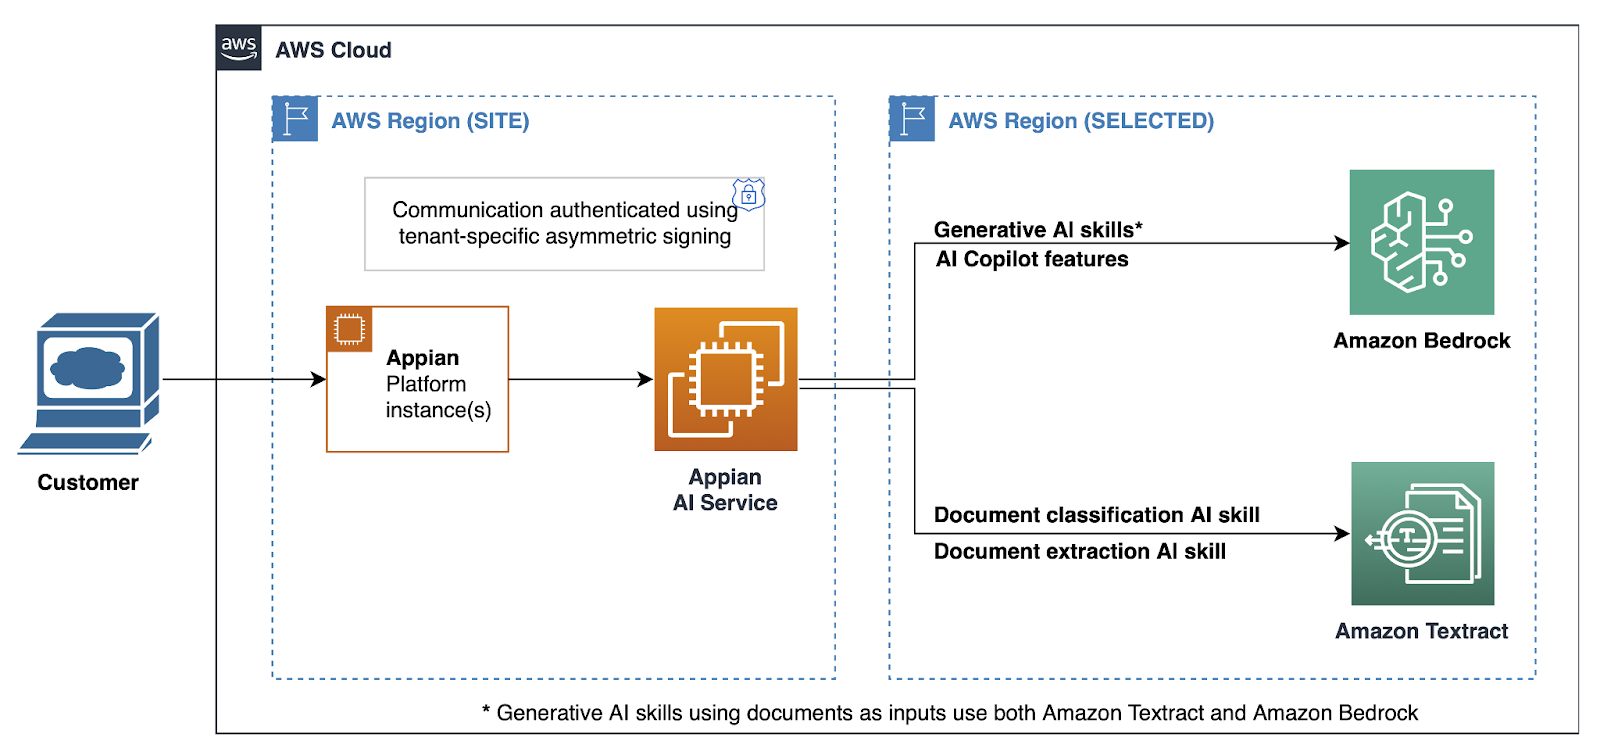 aws
AWS Cloud
AWS Region (SITE)
AWS Region (SELECTED)
Communication authenticated using
tenant-specific asymmetric signing
Generative AI skills*
AI Copilot features
Amazon Bedrock
Appian
Platform
instance(s)
Customer
Appian
AI Service
Document classification AI skill
Document extraction AI skill
T
Amazon Textract
* Generative AI skills using documents as inputs use both Amazon Textract and Amazon Bedrock